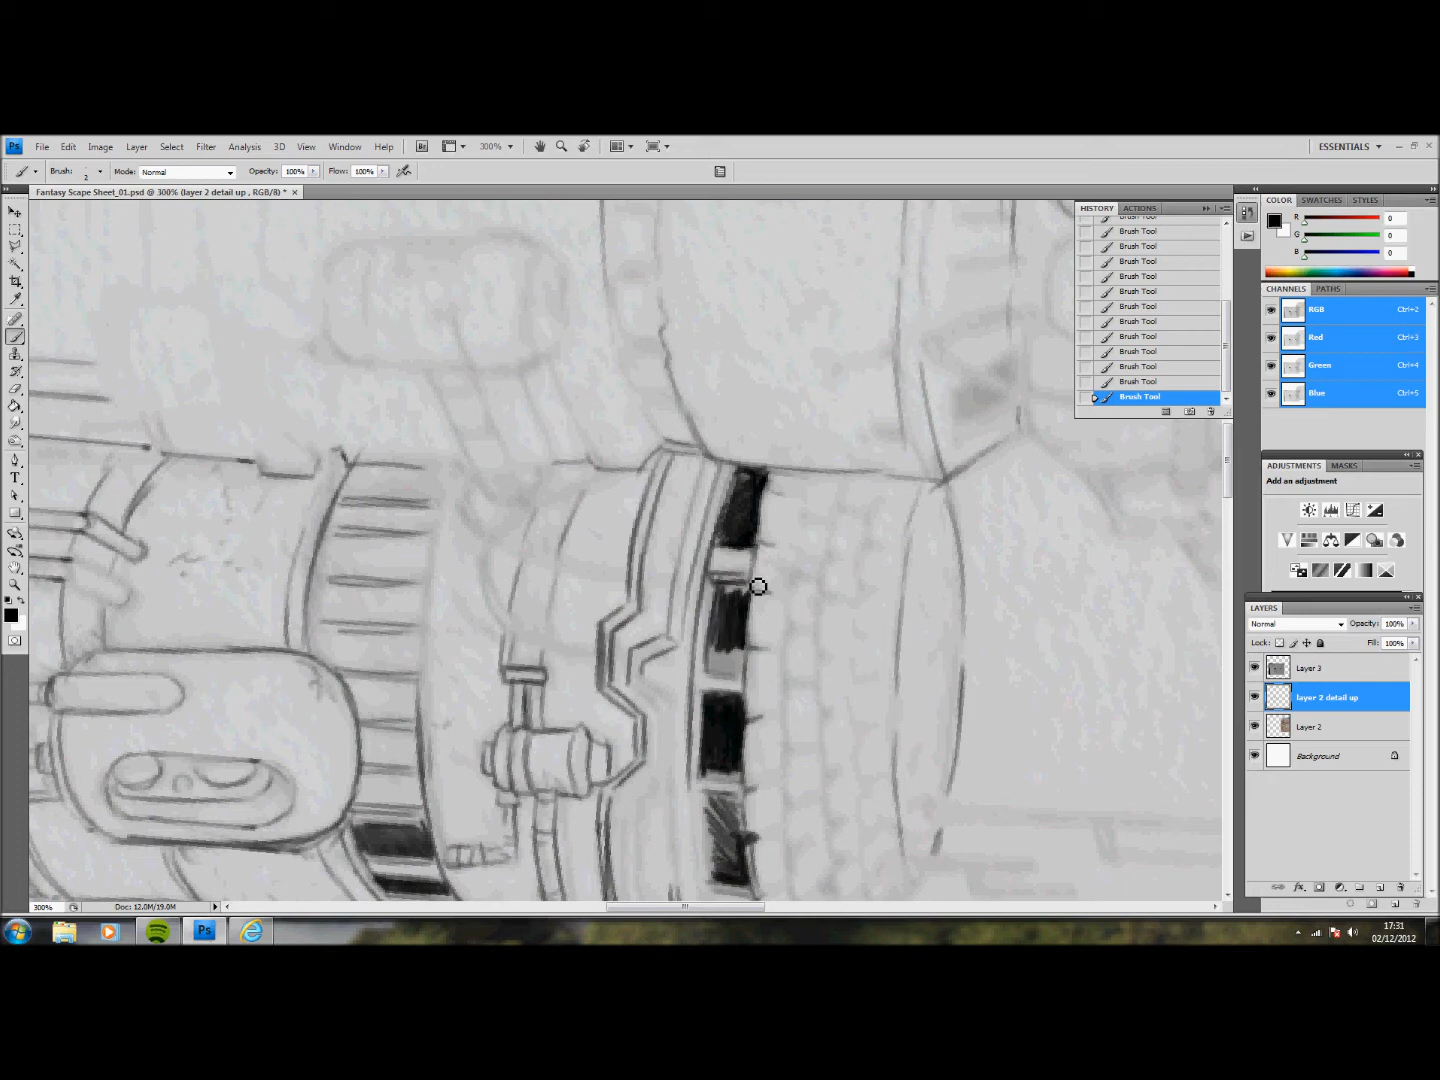 Ps File Edit Image Layer Select Filter Analysis 3D View Window Help Br 300% ESSENTIALS
Brush: 2 Mode: Normal Opacity: 100% Flow: 100%
Fantasy Scape Sheet_01.psd @ 300% (layer 2 detail up , RGB/8) *
HISTORY ACTIONS
Brush Tool
Brush Tool
Brush Tool
Brush Tool
Brush Tool
Brush Tool
Brush Tool
Brush Tool
Brush Tool
Brush Tool
Brush Tool
Brush Tool
Brush Tool
COLOR SWATCHES STYLES
R 0
G 0
B 0
CHANNELS PATHS
RGB Ctrl+2
Red Ctrl+3
Green Ctrl+4
Blue Ctrl+5
ADJUSTMENTS MASKS
Add an adjustment
LAYERS
Normal Opacity: 100%
Lock: Fill: 100%
Layer 3
layer 2 detail up
Layer 2
Background
fx
T
300% Doc: 12.0M/19.0M
Ps
17:31
02/12/2012